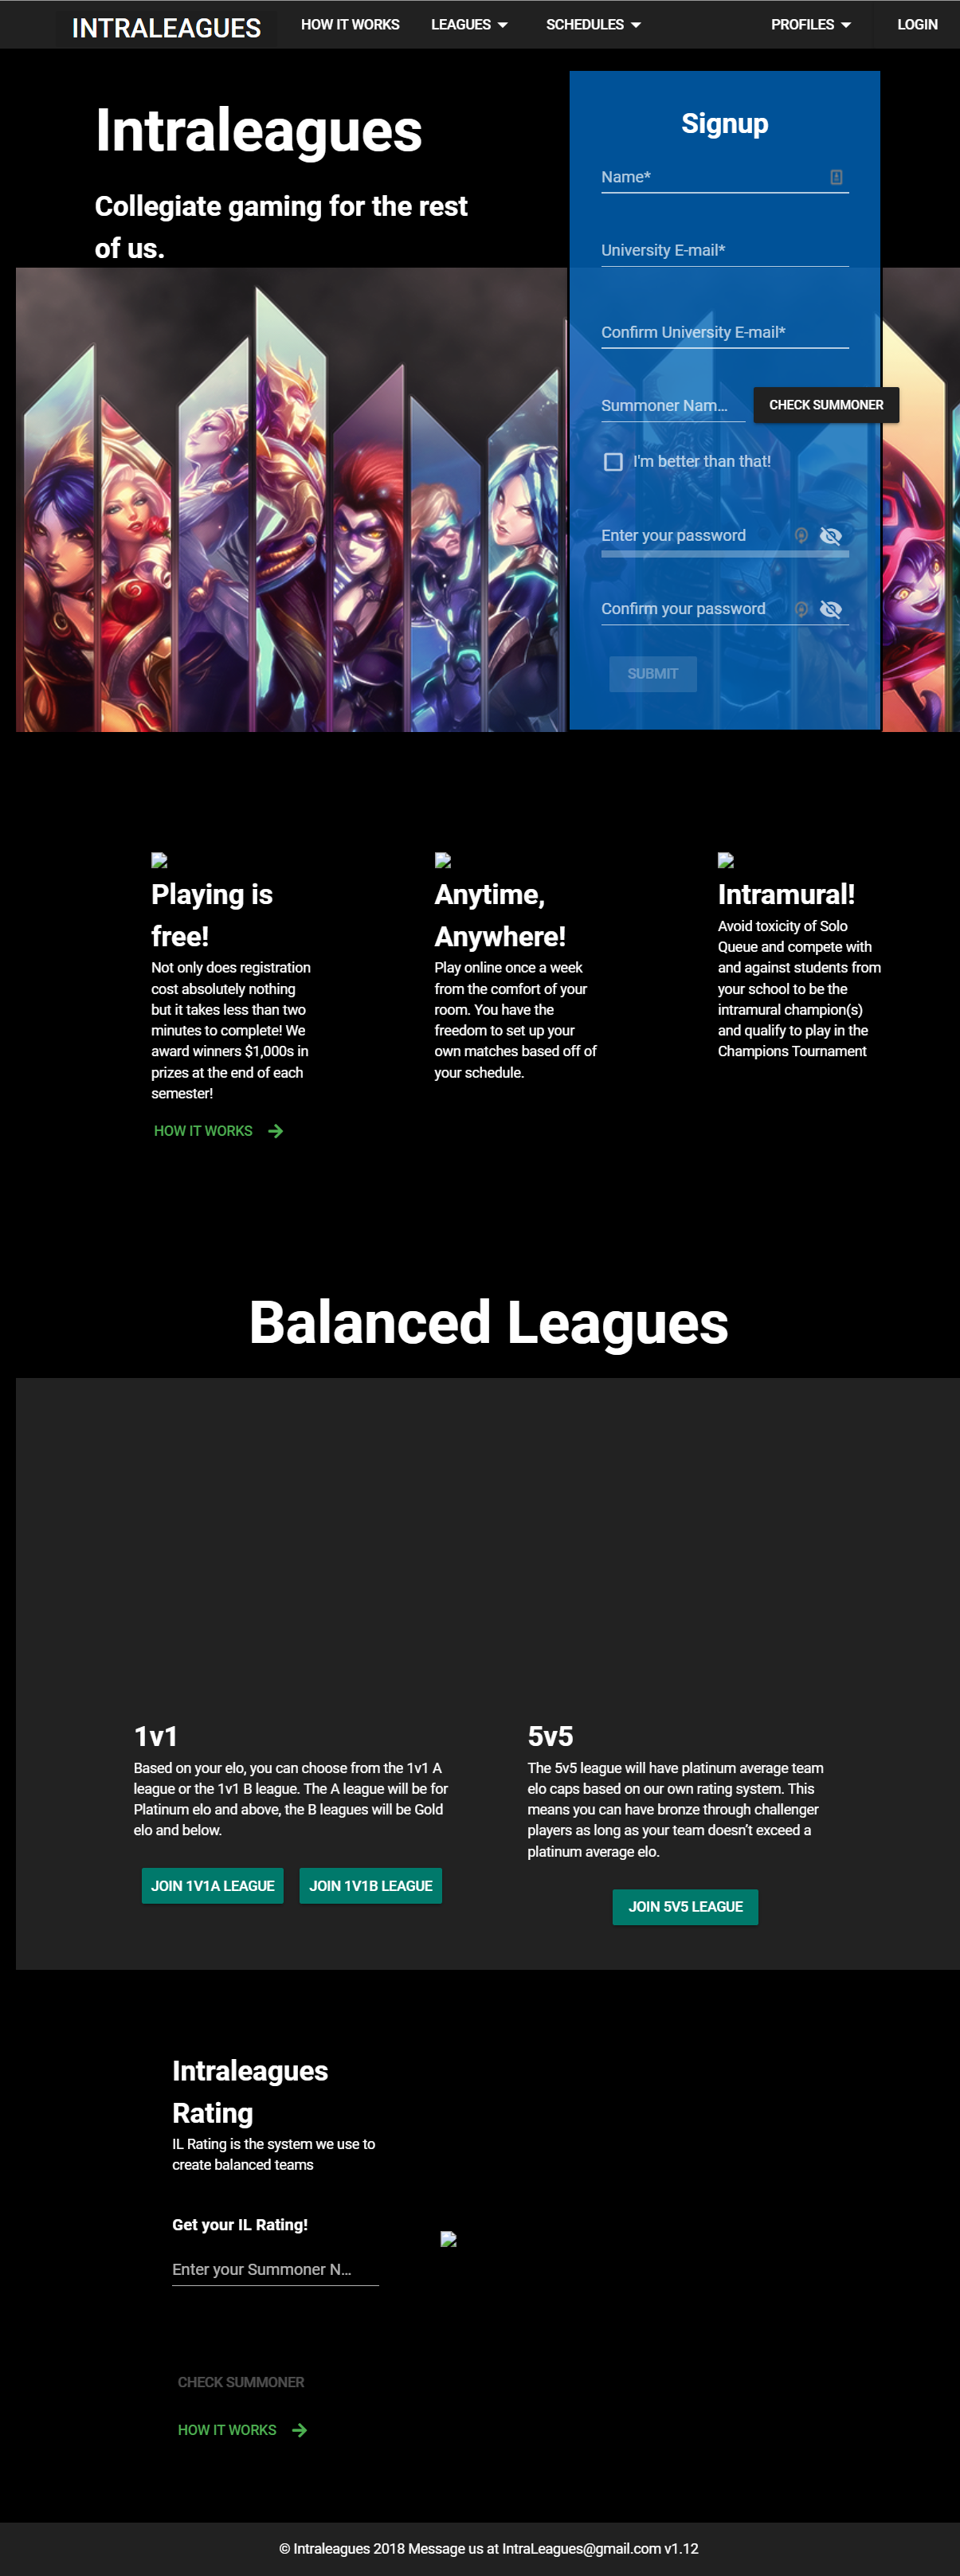 INTRALEAGUES HOW IT WORKS LEAGUES SCHEDULES PROFILES LOGIN
Intraleagues
Collegiate gaming for the rest
of us.
Signup
Name*
University E-mail*
Confirm University E-mail*
Summoner Nam... CHECK SUMMONER
I'm better than that!
Enter your password
Confirm your password
SUBMIT
Playing is
free!
Not only does registration
cost absolutely nothing
but it takes less than two
minutes to complete! We
award winners $1,000s in
prizes at the end of each
semester!
HOW IT WORKS
Anytime,
Anywhere!
Play online once a week
from the comfort of your
room. You have the
freedom to set up your
own matches based off of
your schedule.
Intramural!
Avoid toxicity of Solo
Queue and compete with
and against students from
your school to be the
intramural champion(s)
and qualify to play in the
Champions Tournament
Balanced Leagues
1v1
Based on your elo, you can choose from the 1v1 A
league or the 1v1 B league. The A league will be for
Platinum elo and above, the B leagues will be Gold
elo and below.
JOIN 1V1A LEAGUE JOIN 1V1B LEAGUE
5v5
The 5v5 league will have platinum average team
elo caps based on our own rating system. This
means you can have bronze through challenger
players as long as your team doesn't exceed a
platinum average elo.
JOIN 5V5 LEAGUE
Intraleagues
Rating
IL Rating is the system we use to
create balanced teams
Get your IL Rating!
Enter your Summoner N...
CHECK SUMMONER
HOW IT WORKS
© Intraleagues 2018 Message us at IntraLeagues@gmail.com v1.12